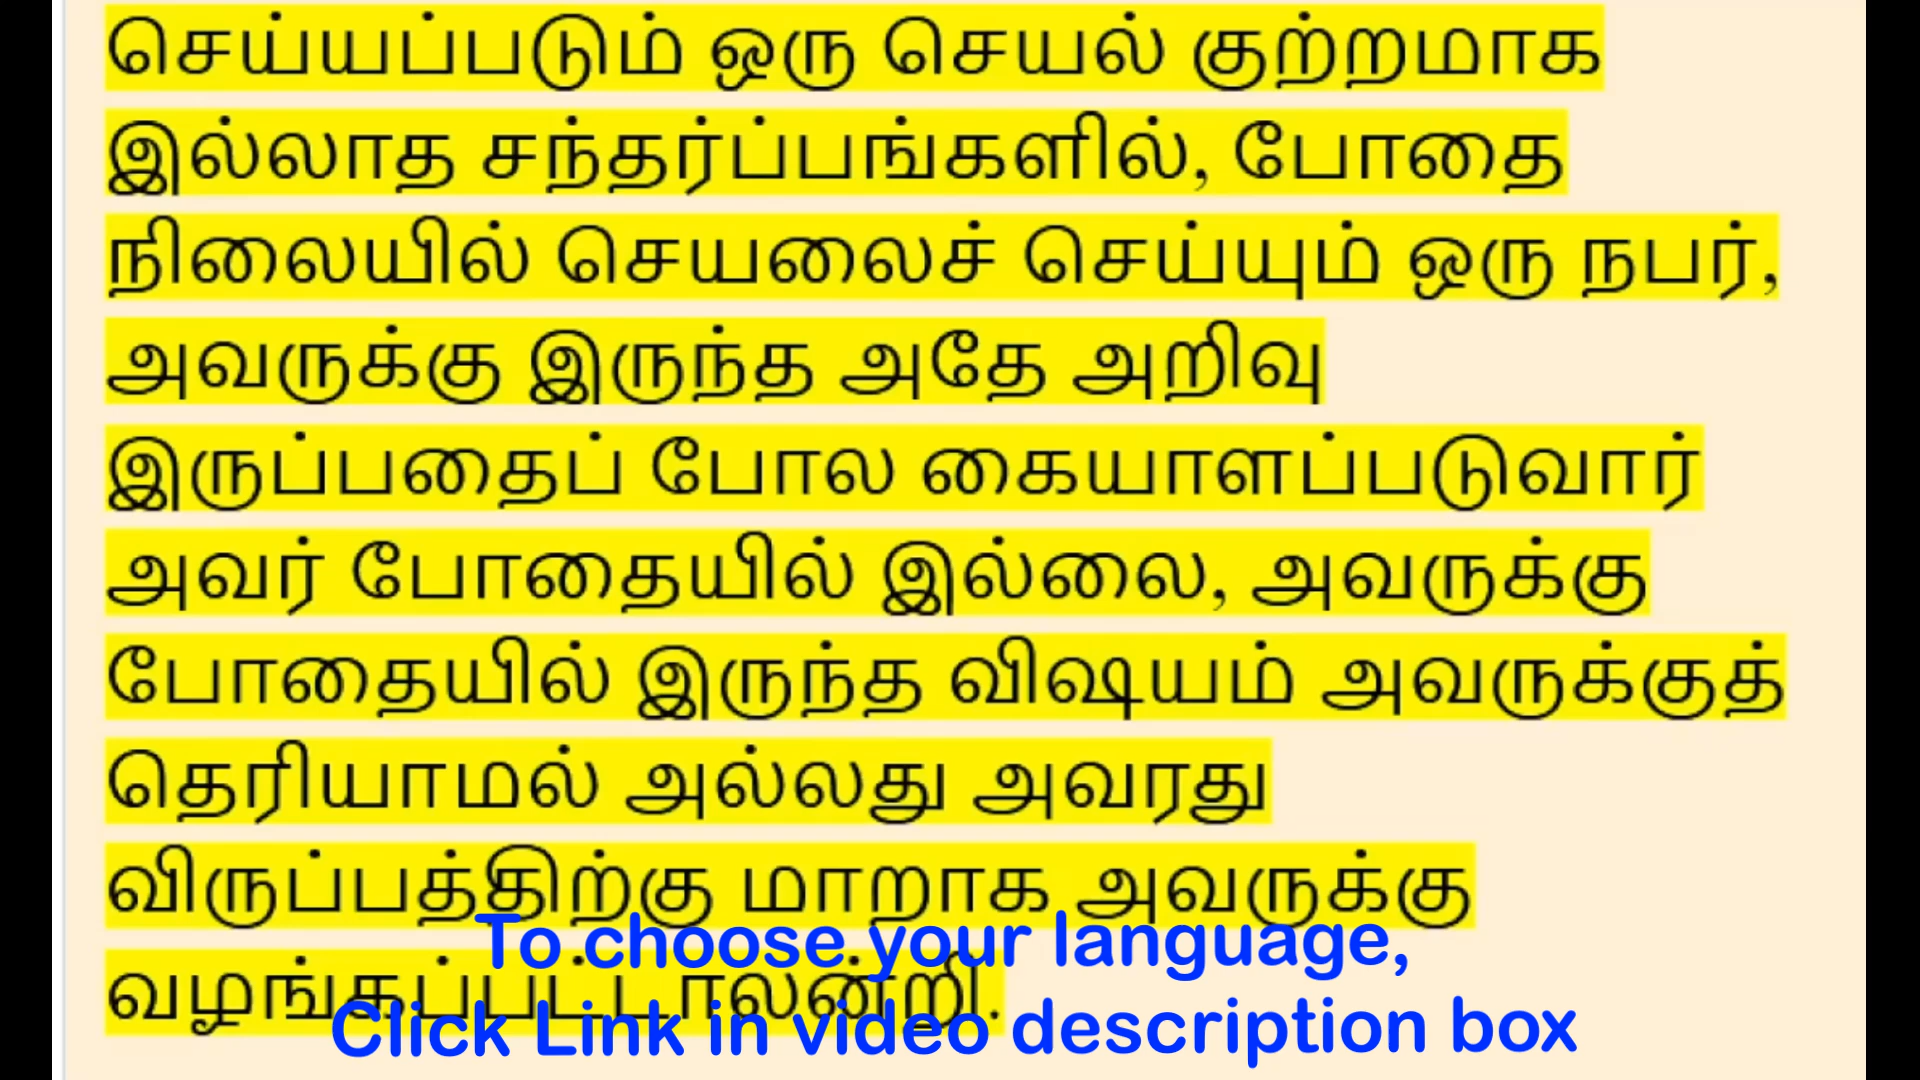 செய்யப்படும் ஒரு செயல் குற்றமாக
இல்லாத சந்தர்ப்பங்களில், போதை
நிலையில் செயலைச் செய்யும் ஒரு நபர்,
அவருக்கு இருந்த அதே அறிவு
இருப்பதைப் போல கையாளப்படுவார்
அவர் போதையில் இல்லை, அவருக்கு
போதையில் இருந்த விஷயம் அவருக்குத்
தெரியாமல் அல்லது அவரது
விருப்பத்திற்கு மாறாக அவருக்கு
To choose your language,
வழங்கப்பட்டாலன்றி.
Click Link in video description box